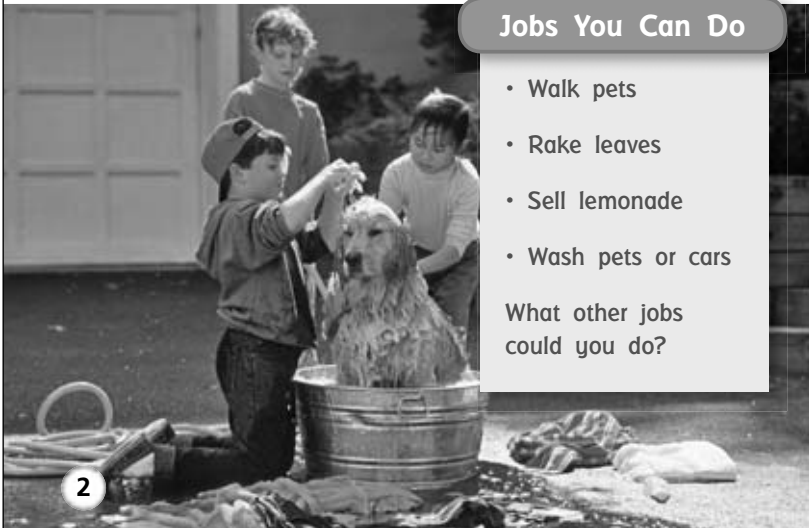 Jobs You Can Do
• Walk pets
• Rake leaves
• Sell lemonade
• Wash pets or cars
What other jobs
could you do?
2